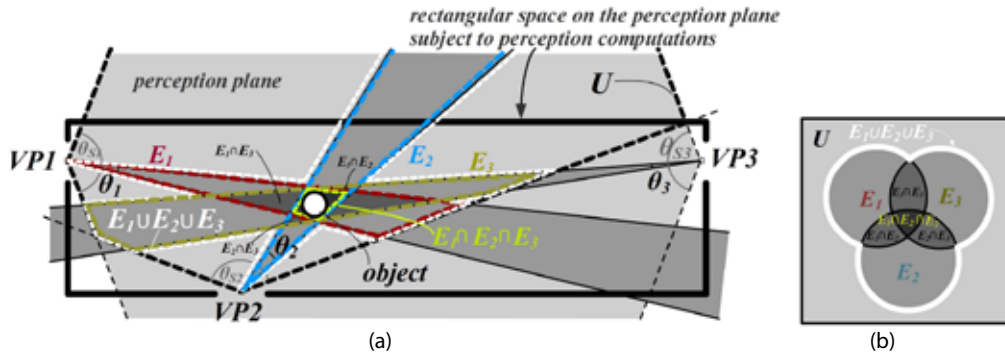 rectangular space on the perception plane
subject to perception computations
perception plane
U
VP1
θS
θ1
E1
E1∩E3
E1∩E2
E2
E3
θS3
VP3
θ3
E1∪E2∪E3
E2∩E3
θ2
E1∩E2∩E3
θS2
object
VP2
(a)
U
E1∪E2∪E3
E1
E1∩E3
E3
E1∩E2∩E3
E1∩E2
E2∩E3
E2
(b)